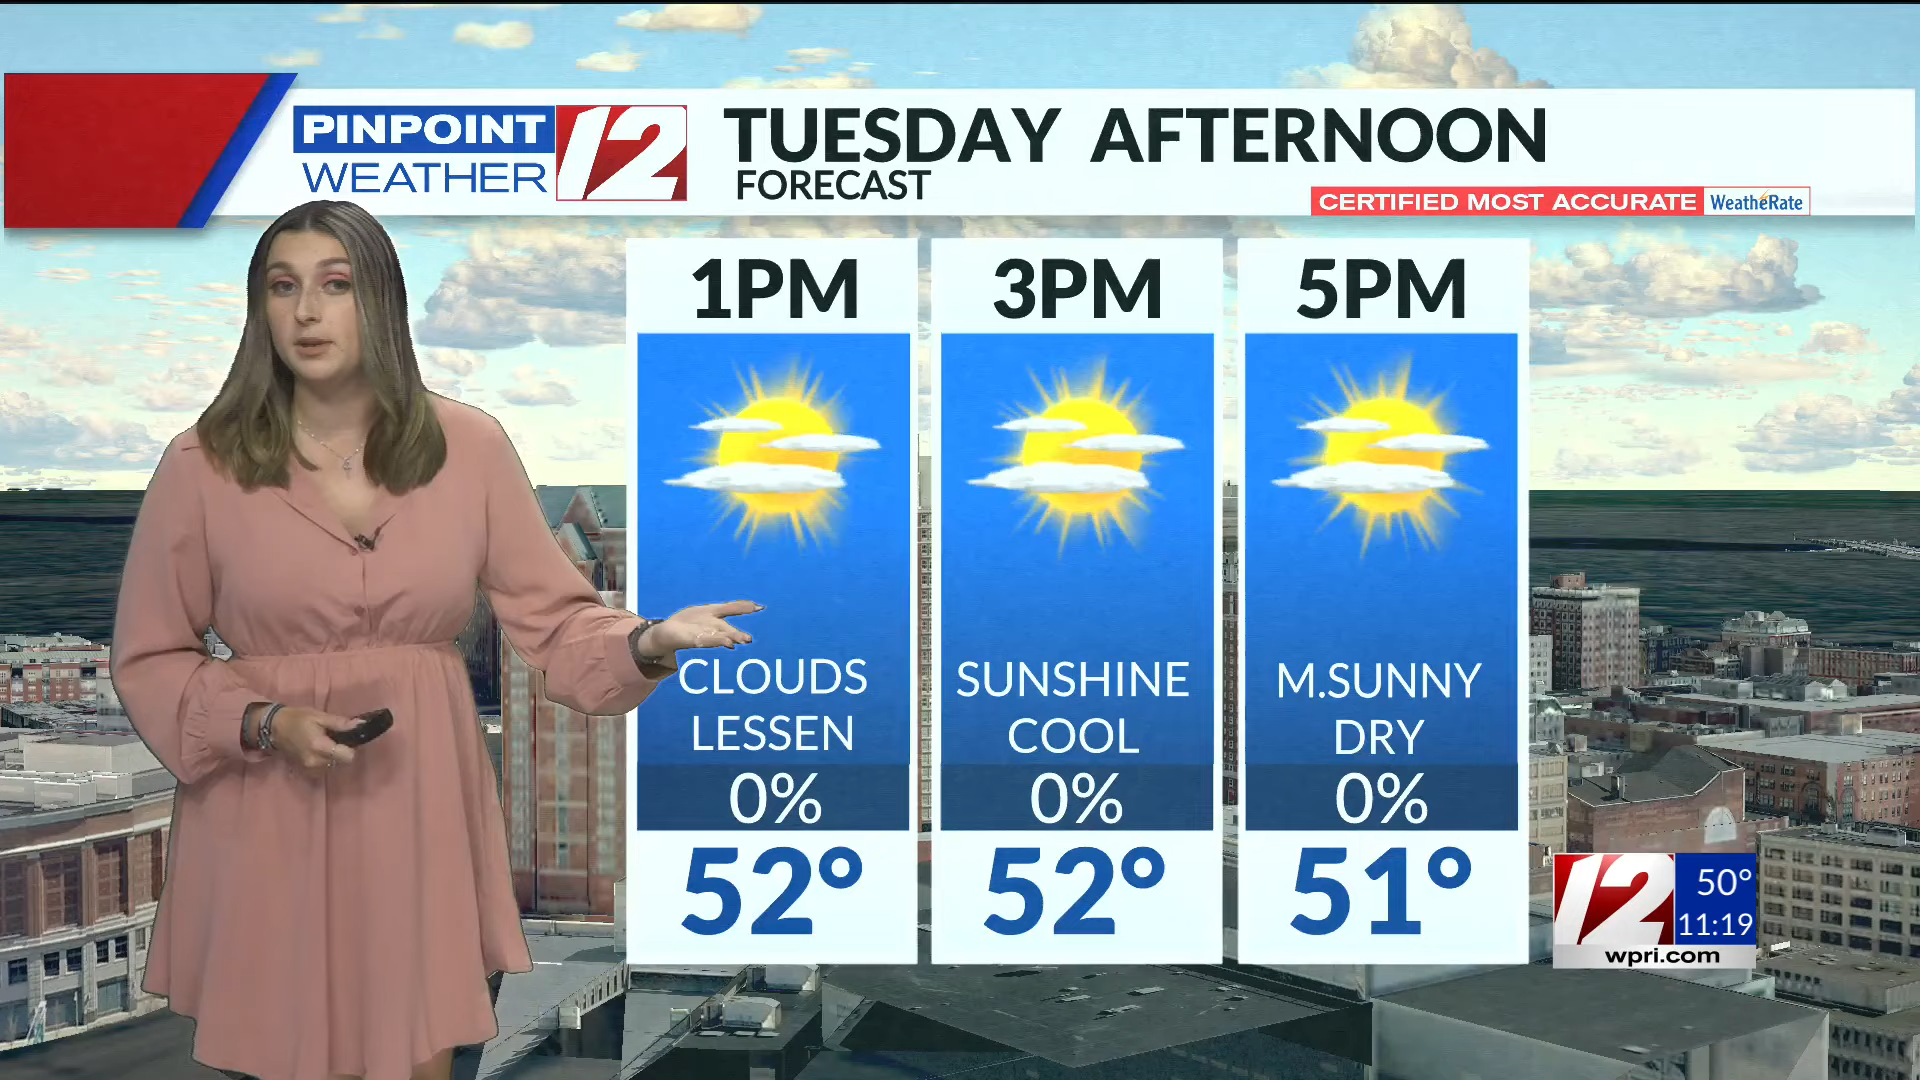 PINPOINT
WEATHER
12
TUESDAY AFTERNOON
FORECAST
CERTIFIED MOST ACCURATE WeatheRate
1PM
CLOUDS
LESSEN
0%
52°
3PM
SUNSHINE
COOL
0%
52°
5PM
M.SUNNY
DRY
0%
51°
12
50°
11:19
wpri.com